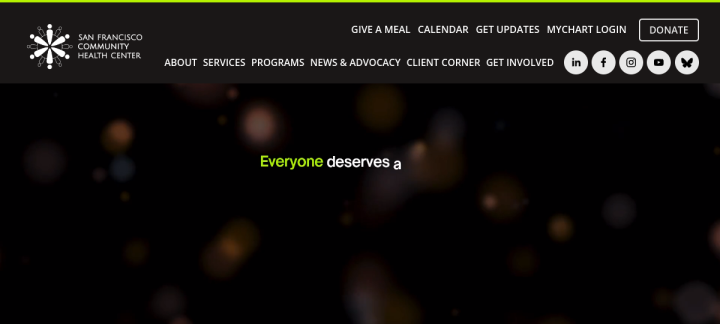 SAN FRANCISCO
COMMUNITY
HEALTH CENTER
GIVE A MEAL CALENDAR GET UPDATES MYCHART LOGIN DONATE
ABOUT SERVICES PROGRAMS NEWS & ADVOCACY CLIENT CORNER GET INVOLVED
Everyone deserves a